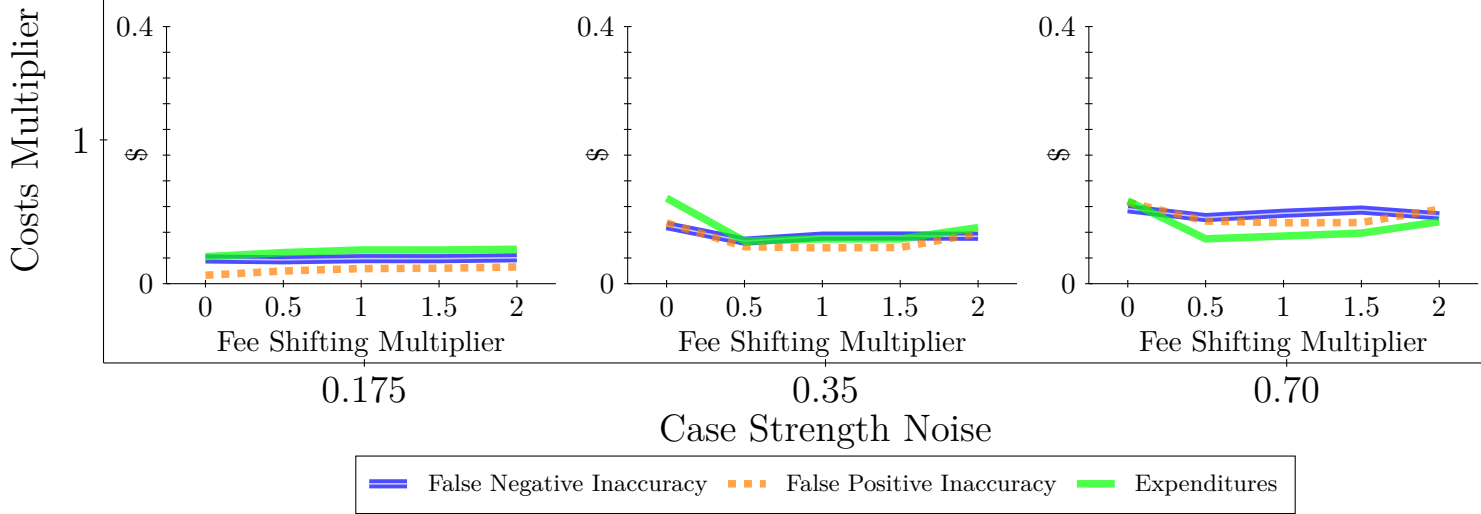 Costs Multiplier
1
0.4
$
0
0 0.5 1 1.5 2
Fee Shifting Multiplier
0.4
$
0
0 0.5 1 1.5 2
Fee Shifting Multiplier
0.4
$
0
0 0.5 1 1.5 2
Fee Shifting Multiplier
0.175 0.35 0.70
Case Strength Noise
False Negative Inaccuracy False Positive Inaccuracy Expenditures